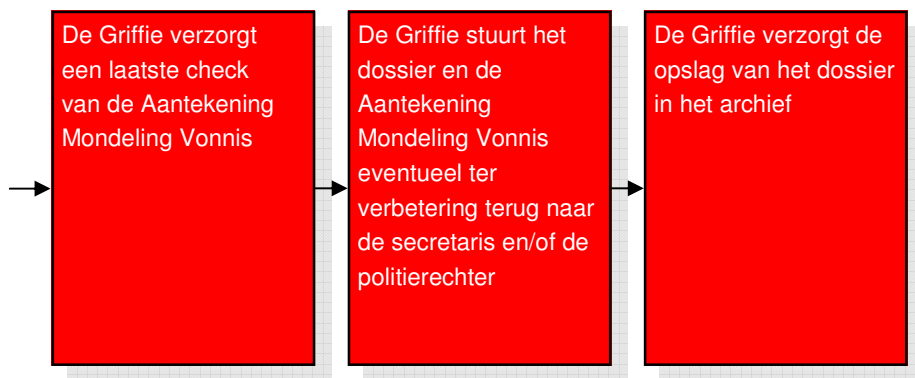 De Griffie verzorgt
een laatste check
van de Aantekening
Mondeling Vonnis
De Griffie stuurt het
dossier en de
Aantekening
Mondeling Vonnis
eventueel ter
verbetering terug naar
de secretaris en/of de
politierechter
De Griffie verzorgt de
opslag van het dossier
in het archief